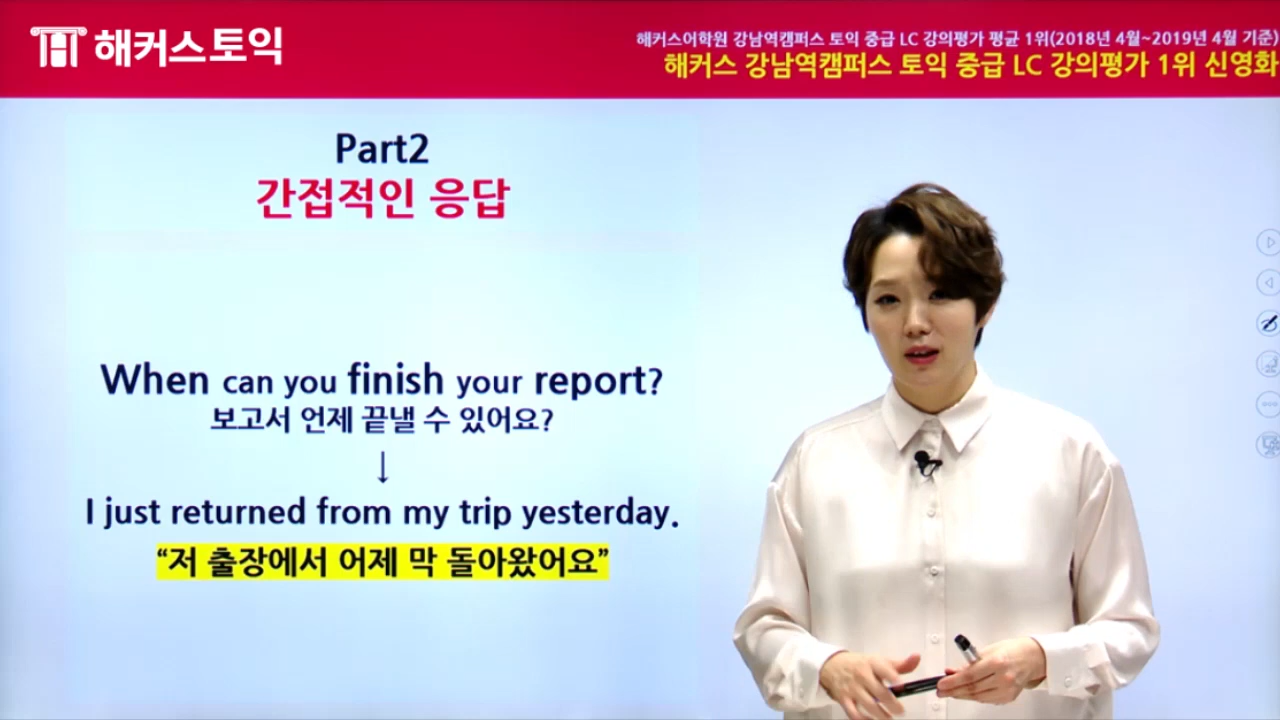 해커스토익
해커스어학원 강남역캠퍼스 토익 중급 LC 강의평가 평균 1위(2018년 4월~2019년 4월 기준)
해커스 강남역캠퍼스 토익 중급 LC 강의평가 1위 신영화
Part2
간접적인 응답
When can you finish your report?
보고서 언제 끝낼 수 있어요?
↓
I just returned from my trip yesterday.
“저 출장에서 어제 막 돌아왔어요”